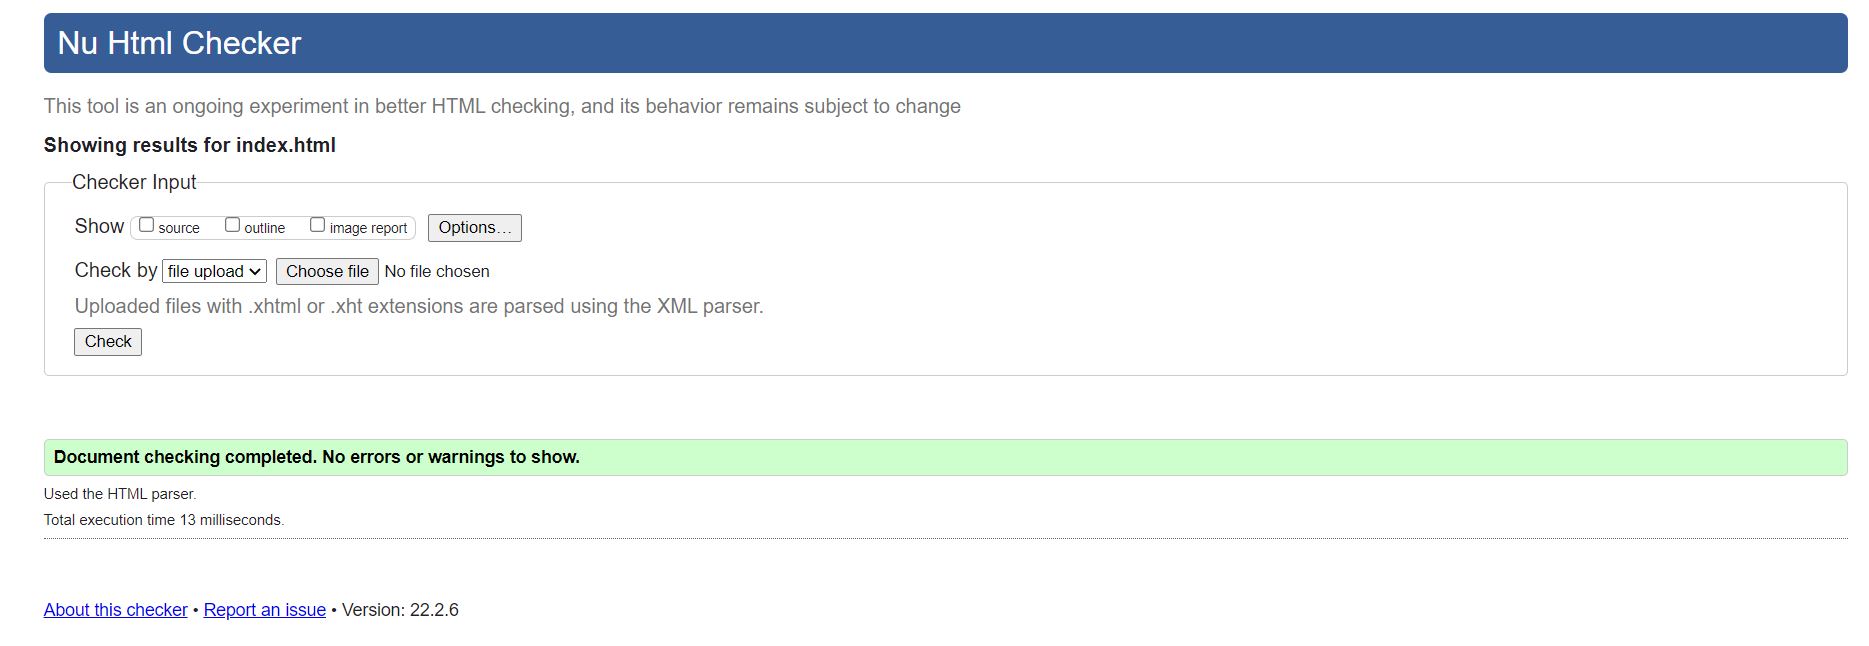 Nu Html Checker
This tool is an ongoing experiment in better HTML checking, and its behavior remains subject to change
Showing results for index.html
Checker Input
Show source outline image report Options...
Check by file upload Choose file No file chosen
Uploaded files with .xhtml or .xht extensions are parsed using the XML parser.
Check
Document checking completed. No errors or warnings to show.
Used the HTML parser.
Total execution time 13 milliseconds.
About this checker • Report an issue • Version: 22.2.6